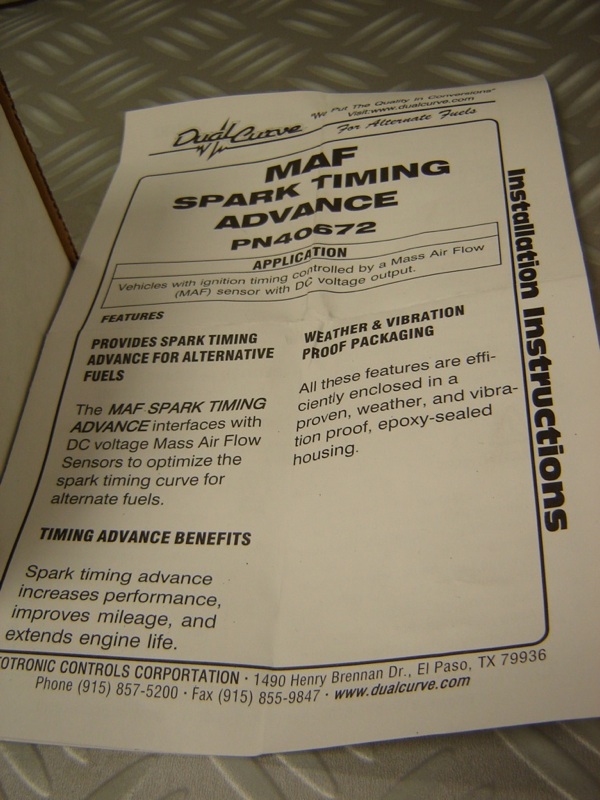 Dual Curve
"We Put The Quality In Conversions"
Visit:www.dualcurve.com
For Alternate Fuels
MAF
SPARK TIMING
ADVANCE
PN40672
APPLICATION
Vehicles with ignition timing controlled by a Mass Air Flow
(MAF) sensor with DC voltage output.
FEATURES
PROVIDES SPARK TIMING
ADVANCE FOR ALTERNATIVE
FUELS
The MAF SPARK TIMING
ADVANCE interfaces with
DC voltage Mass Air Flow
Sensors to optimize the
spark timing curve for
alternate fuels.
TIMING ADVANCE BENEFITS
Spark timing advance
increases performance,
improves mileage, and
extends engine life.
WEATHER & VIBRATION
PROOF PACKAGING
All these features are effi-
ciently enclosed in a
proven, weather, and vibra-
tion proof, epoxy-sealed
housing.
Installation Instructions
OTRONIC CONTROLS CORPORATION · 1490 Henry Brennan Dr., El Paso, TX 79936
Phone (915) 857-5200 · Fax (915) 855-9847 · www.dualcurve.com